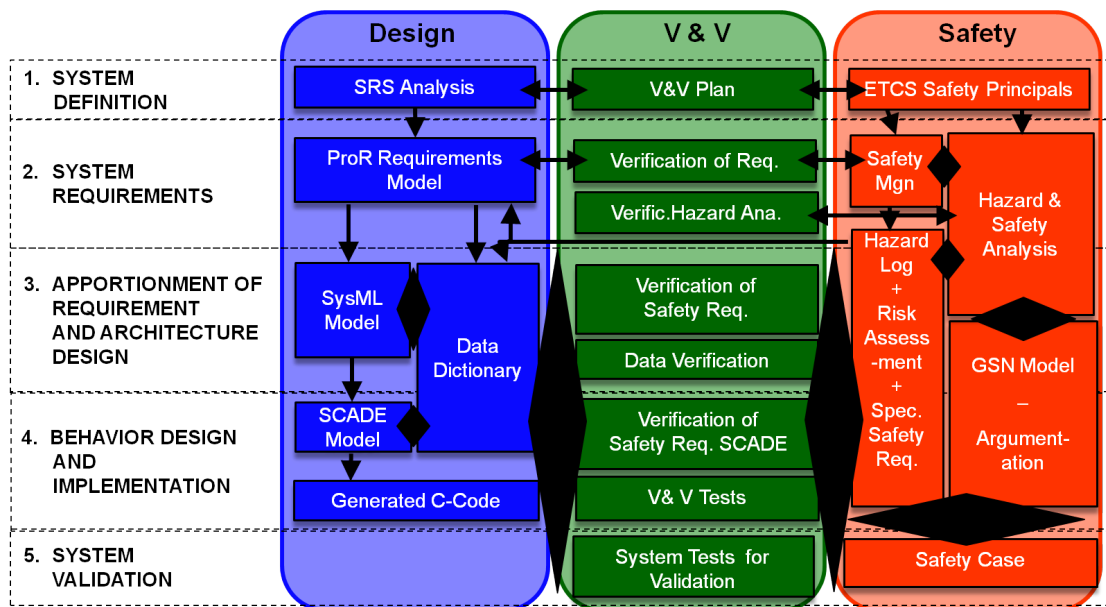 Design
V & V
Safety
1. SYSTEM
DEFINITION
SRS Analysis
V&V Plan
ETCS Safety Principals
2. SYSTEM
REQUIREMENTS
ProR Requirements
Model
Verification of Req.
Verific.Hazard Ana.
Safety
Mgn
Hazard &
Safety
Analysis
3. APPORTIONMENT OF
REQUIREMENT
AND ARCHITECTURE
DESIGN
SysML
Model
Data
Dictionary
Verification of
Safety Req.
Data Verification
Hazard
Log
+
Risk
Assess
-ment
+
Spec.
Safety
Req.
GSN Model
–
Argument-
ation
4. BEHAVIOR DESIGN
AND
IMPLEMENTATION
SCADE
Model
Generated C-Code
Verification of
Safety Req. SCADE
V& V Tests
5. SYSTEM
VALIDATION
System Tests for
Validation
Safety Case